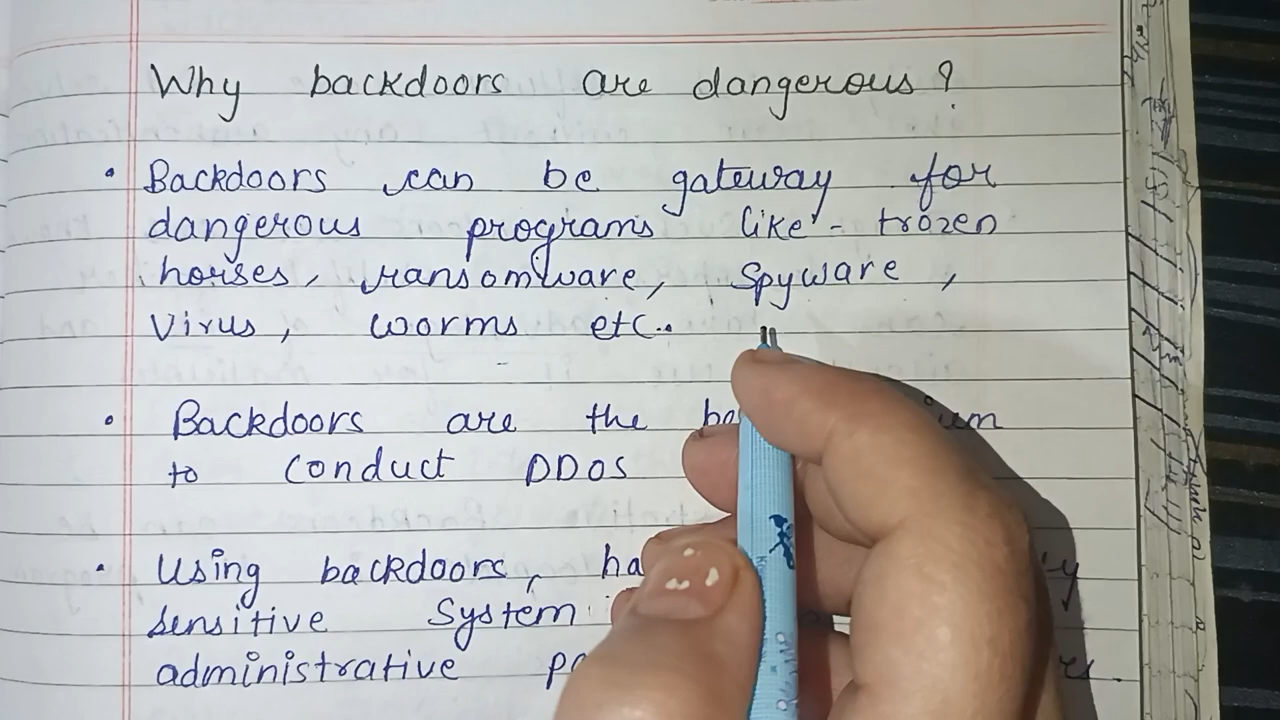 Why backdoors are dangerous?
• Backdoors can be gateway for
dangerous programs like - trozen
horses, ransomware, Spyware,
Virus, worms etc..
• Backdoors are the
to conduct DDOS
• Using backdoors,
sensitive system
administrative